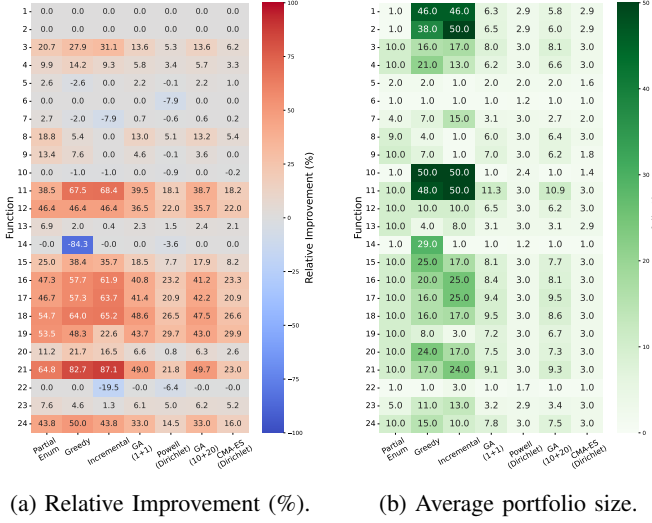 1 0.0 0.0 0.0 0.0 0.0 0.0 0.0
2 0.0 0.0 0.0 0.0 0.0 0.0 0.0
3 20.7 27.9 31.1 13.6 5.3 13.6 6.2
4 9.9 14.2 9.3 5.8 3.4 5.7 3.3
5 2.6 -2.6 0.0 2.2 -0.1 2.2 1.0
6 0.0 0.0 0.0 0.0 -7.9 0.0 0.0
7 2.7 -2.0 -7.9 0.7 -0.6 0.6 0.2
8 18.8 5.4 0.0 13.0 5.1 13.2 5.4
9 13.4 7.6 0.0 4.6 -0.1 3.6 0.0
10 0.0 -1.0 -1.0 -0.0 -0.9 0.0 -0.2
11 38.5 67.5 68.4 39.5 18.1 38.7 18.2
12 46.4 46.4 46.4 36.5 22.0 35.7 22.0
13 6.9 2.0 0.4 2.3 1.5 2.4 2.1
14 -0.0 -84.3 -0.0 0.0 -3.6 0.0 0.0
15 25.0 38.4 35.7 18.5 7.7 17.9 8.2
16 47.3 57.7 61.9 40.8 23.2 41.2 23.3
17 46.7 57.3 63.7 41.4 20.9 42.2 20.9
18 54.7 64.0 65.2 48.6 26.5 47.5 26.6
19 53.5 48.3 22.6 43.7 29.7 43.0 29.9
20 11.2 21.7 16.5 6.6 0.8 6.3 2.6
21 64.8 82.7 87.1 49.0 21.8 49.7 23.0
22 0.0 0.0 -19.5 -0.0 -6.4 -0.0 0.0
23 7.6 4.6 1.3 6.1 5.0 6.2 5.2
24 43.8 50.0 43.8 33.0 14.5 33.0 16.0
Function
Partial
Enum
Greedy
Incremental
GA
(1+1)
Powell
(Dirichlet)
GA
(10+20)
CMA-ES
(Dirichlet)
100
75
50
25
0
−25
−50
−75
−100
Relative Improvement (%)
(a) Relative Improvement (%).
1 1.0 46.0 46.0 6.3 2.9 5.8 2.9
2 1.0 38.0 50.0 6.5 2.9 6.0 2.9
3 10.0 16.0 17.0 8.0 3.0 8.1 3.0
4 10.0 21.0 13.0 6.2 3.0 6.6 3.0
5 2.0 2.0 1.0 2.0 2.0 2.0 1.6
6 1.0 1.0 1.0 1.0 1.2 1.0 1.0
7 4.0 7.0 15.0 3.1 3.0 2.7 2.0
8 9.0 4.0 1.0 6.0 3.0 6.4 3.0
9 10.0 7.0 1.0 7.0 3.0 6.2 1.8
10 1.0 50.0 50.0 1.0 2.4 1.0 1.4
11 10.0 48.0 50.0 11.3 3.0 10.9 3.0
12 10.0 10.0 10.0 6.5 3.0 6.2 3.0
13 10.0 4.0 13.0 8.0 3.1 3.1 2.9
14 1.0 29.0 1.0 1.0 1.2 1.0 1.0
15 10.0 25.0 17.0 8.1 3.0 7.7 3.0
16 10.0 20.0 25.0 8.4 3.0 8.3 3.0
17 10.0 16.0 25.0 9.4 3.0 9.5 3.0
18 10.0 16.0 17.0 9.5 3.0 8.6 3.0
19 10.0 8.0 3.0 7.2 3.0 6.7 3.0
20 10.0 24.0 17.0 7.5 3.0 7.3 3.0
21 10.0 17.0 24.0 9.1 3.0 9.3 3.0
22 1.0 1.0 3.0 1.0 1.7 1.0 1.0
23 5.0 11.0 13.0 3.2 2.9 3.4 3.0
24 10.0 15.0 10.0 7.8 3.0 7.5 3.0
Function
Partial
Enum
Greedy
Incremental
GA
(1+1)
Powell
(Dirichlet)
GA
(10+20)
CMA-ES
(Dirichlet)
50
40
30
20
10
0
(b) Average portfolio size.